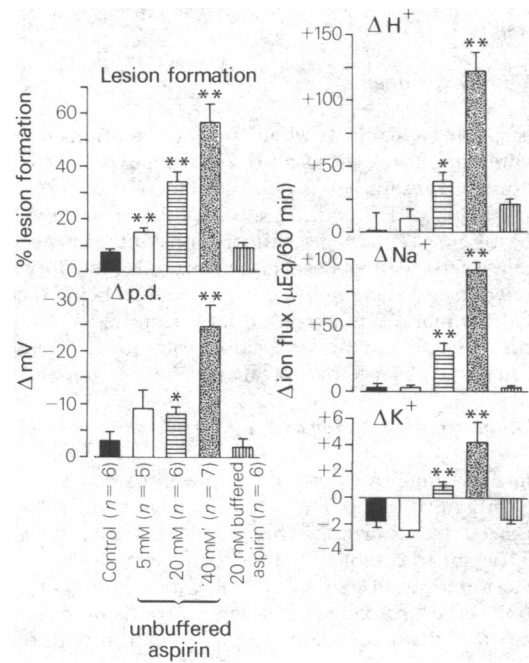 Lesion formation
**
**
**
% lesion formation
60
40
20
0
Δp.d.
**
*
ΔmV
−30
−20
−10
0
Control (n = 6)
5 mM (n = 5)
20 mM (n = 6)
40 mM (n = 7)
20 mM buffered
aspirin (n = 6)
unbuffered
aspirin
ΔH+
**
*
+150
+100
+50
0
Δion flux (μEq/60 min)
ΔNa+
**
**
+100
+50
0
ΔK+
**
**
+6
+4
+2
0
−2
−4